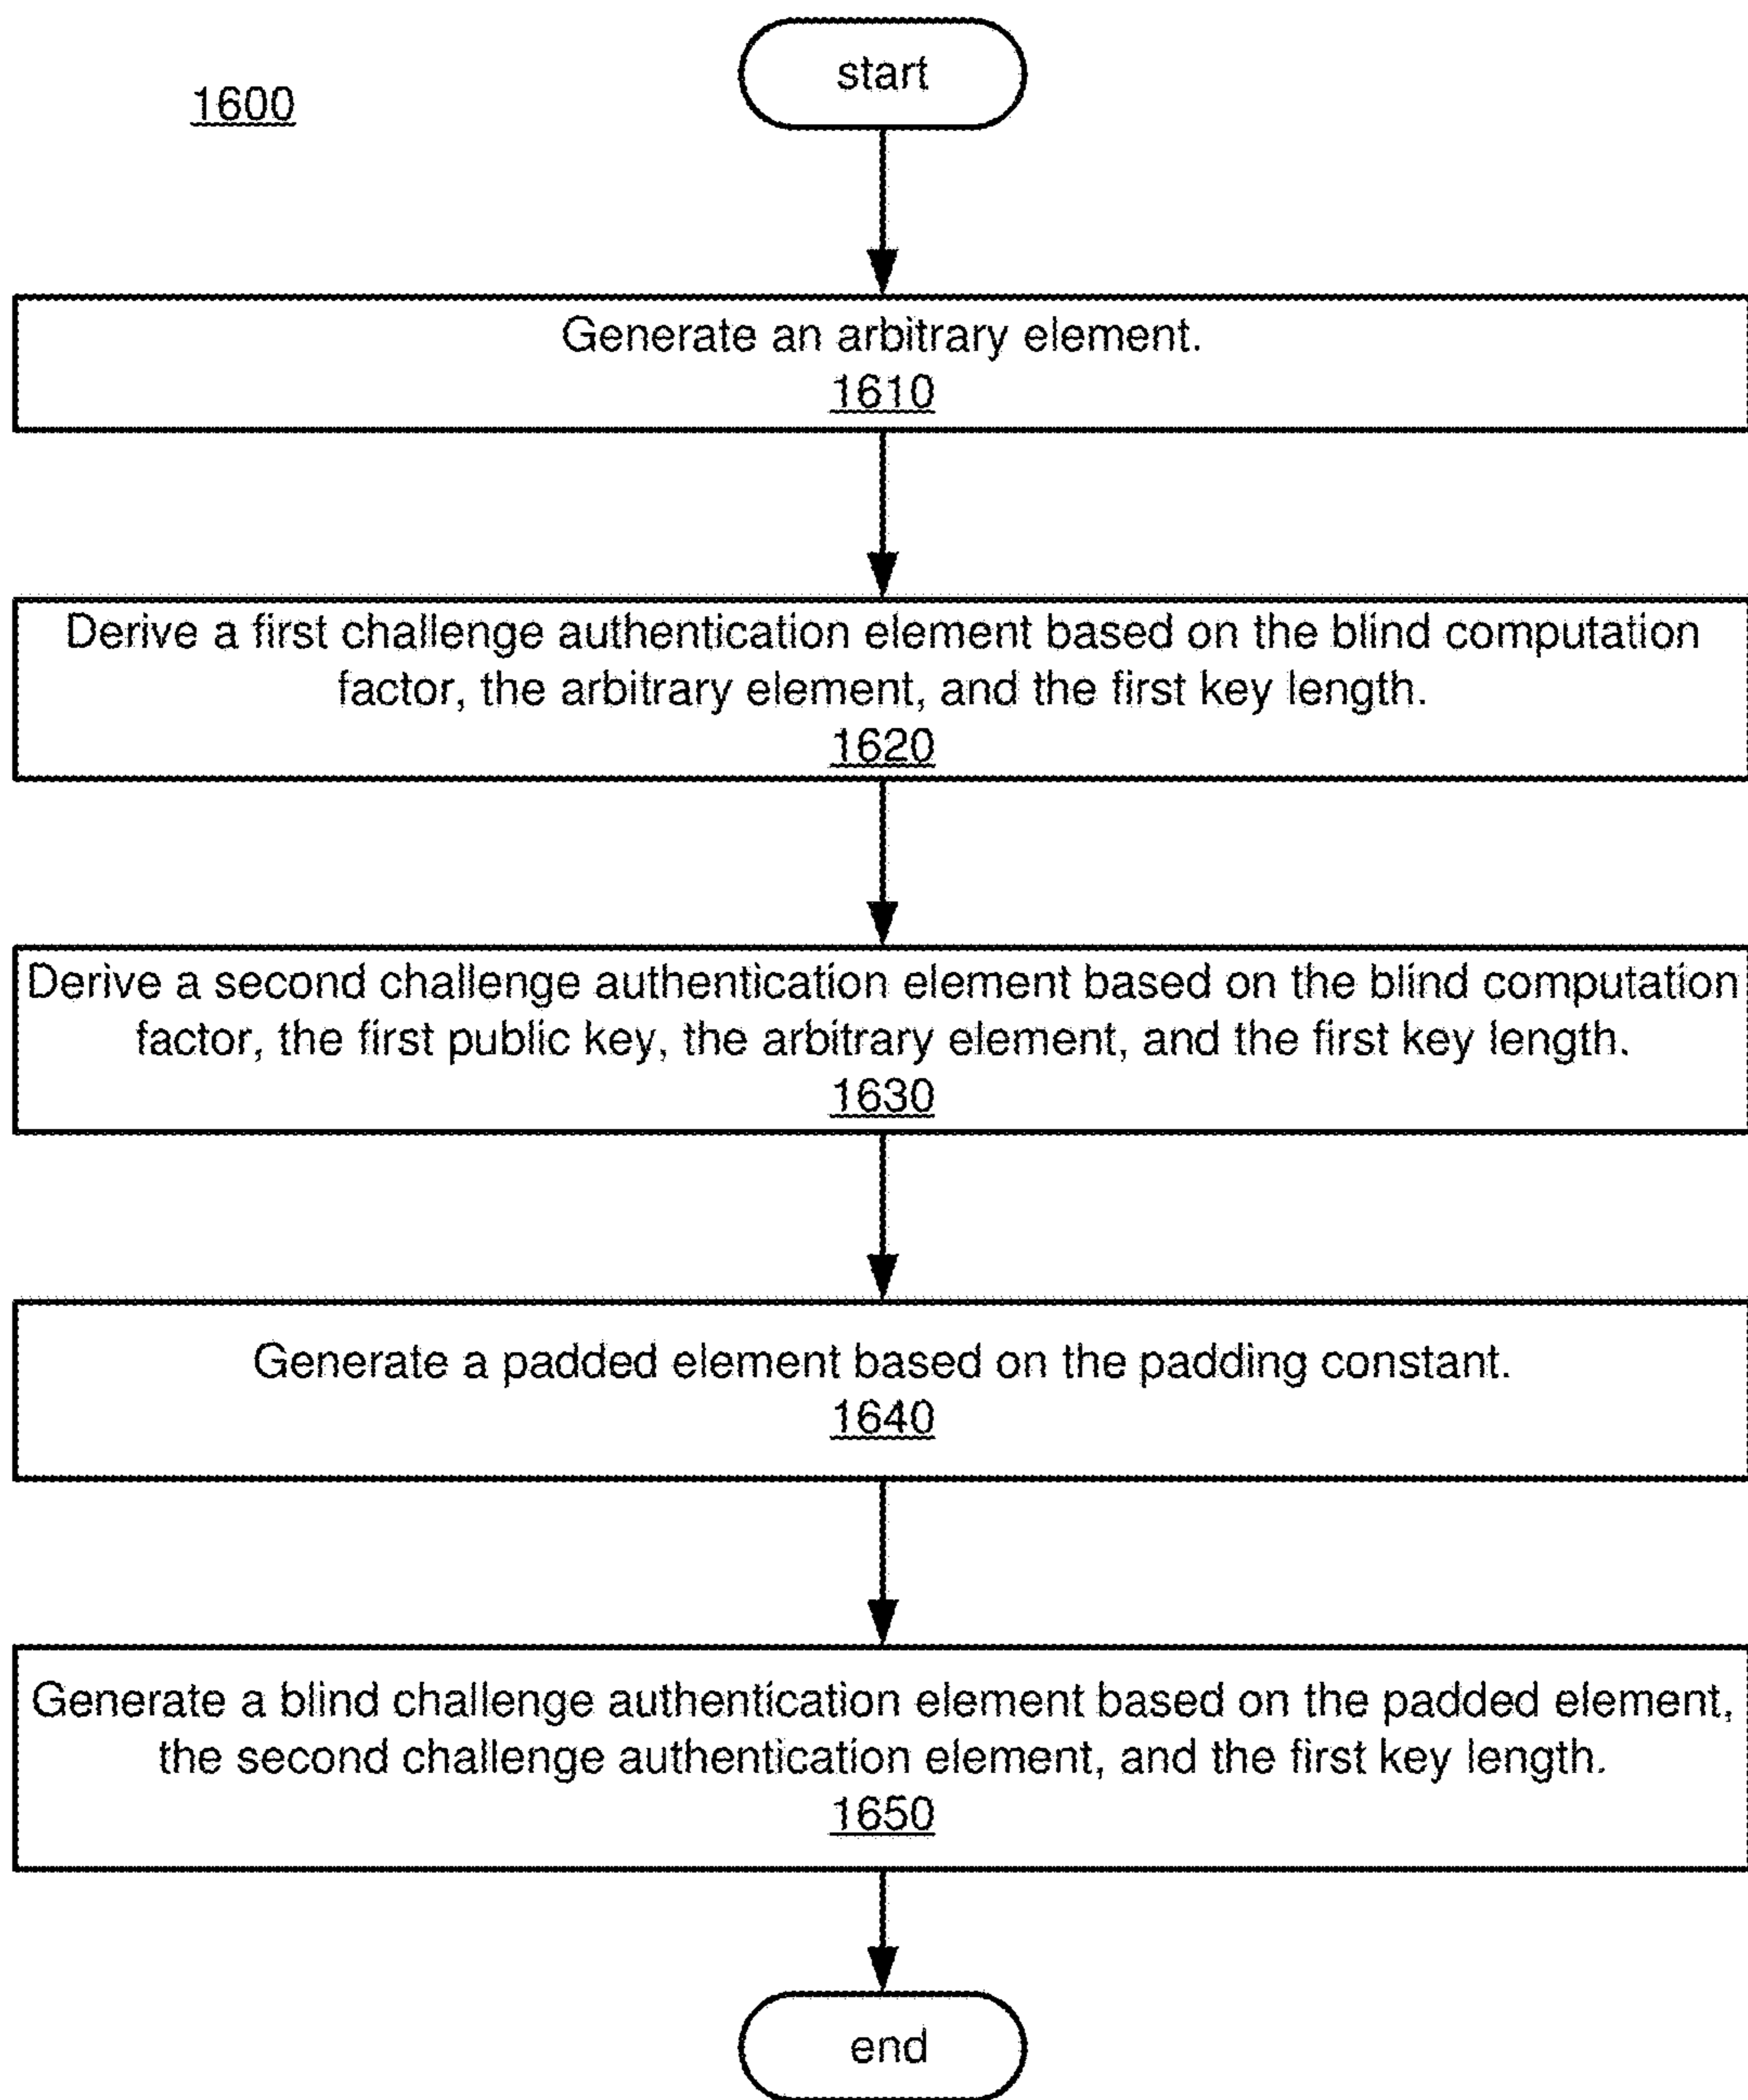 1600
start
Generate an arbitrary element.
1610
Derive a first challenge authentication element based on the blind computation
factor, the arbitrary element, and the first key length.
1620
Derive a second challenge authentication element based on the blind computation
factor, the first public key, the arbitrary element, and the first key length.
1630
Generate a padded element based on the padding constant.
1640
Generate a blind challenge authentication element based on the padded element,
the second challenge authentication element, and the first key length.
1650
end